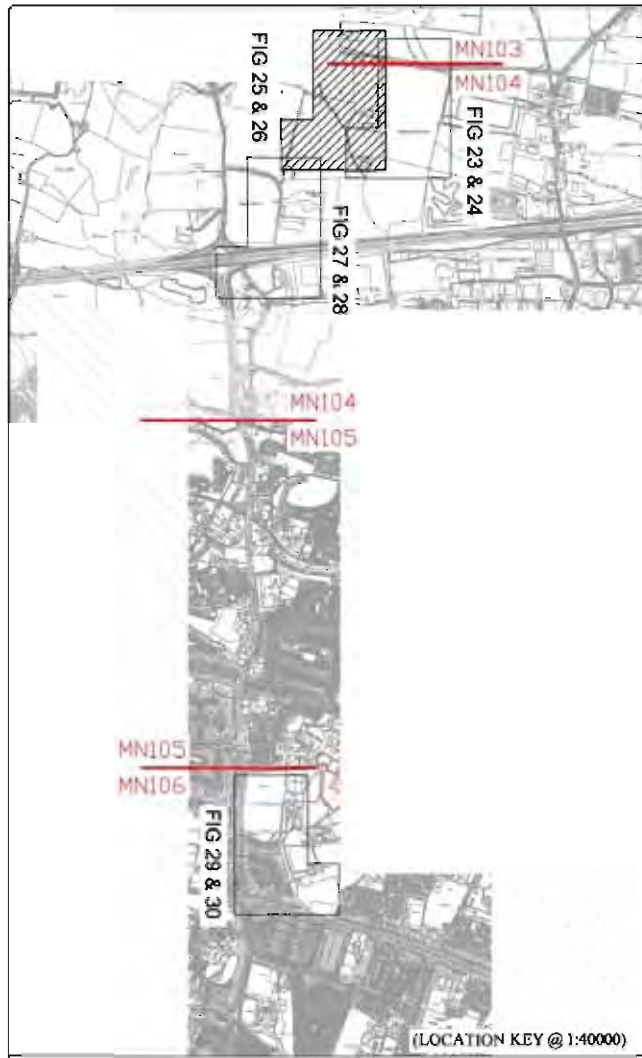 MN103
MN104
FIG 25 & 26
FIG 23 & 24
FIG 27 & 28
MN104
MN105
MN105
MN106
FIG 29 & 30
(LOCATION KEY @ 1:40000)